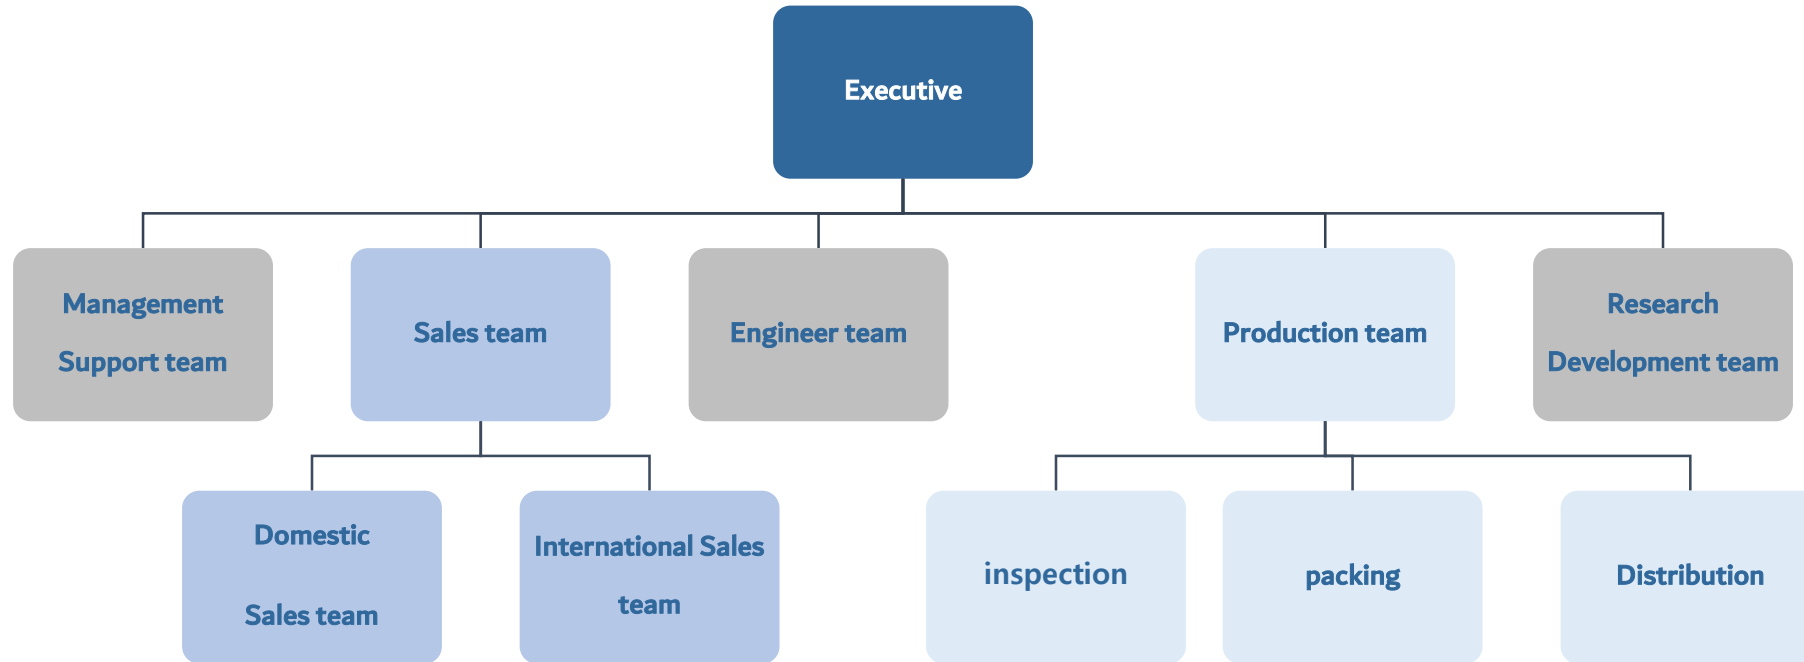 Executive
Management
Support team
Sales team
Engineer team
Production team
Research
Development team
Domestic
Sales team
International Sales
team
inspection
packing
Distribution